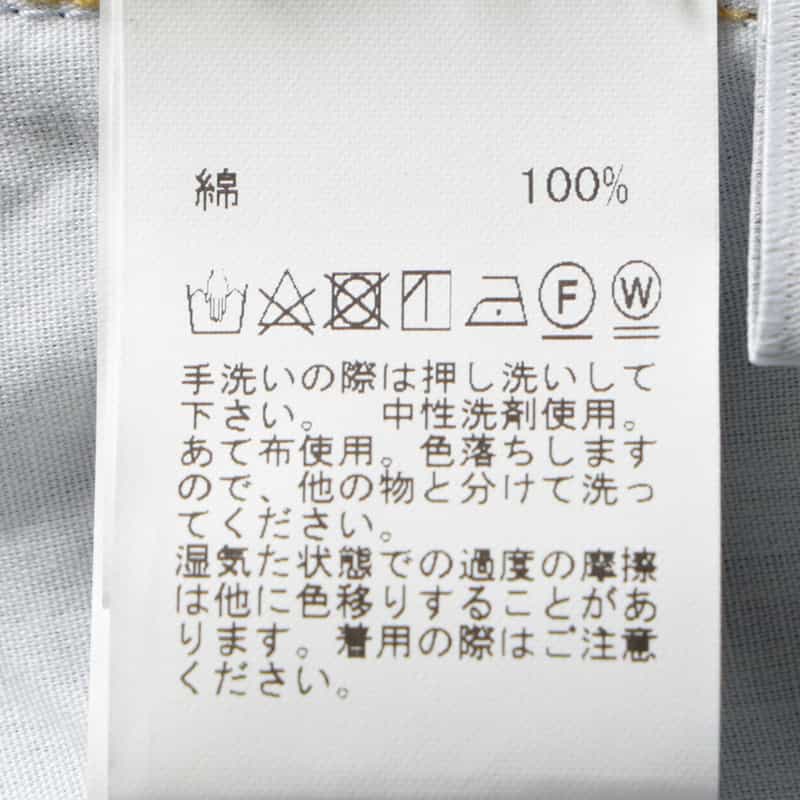 綿 100%
F W
手洗いの際は押し洗いして
下さい。 中性洗剤使用。
あて布使用。色落ちします
ので、他の物と分けて洗っ
てください。
湿気た状態での過度の摩擦
は他に色移りすることがあ
ります。着用の際はご注意
ください。